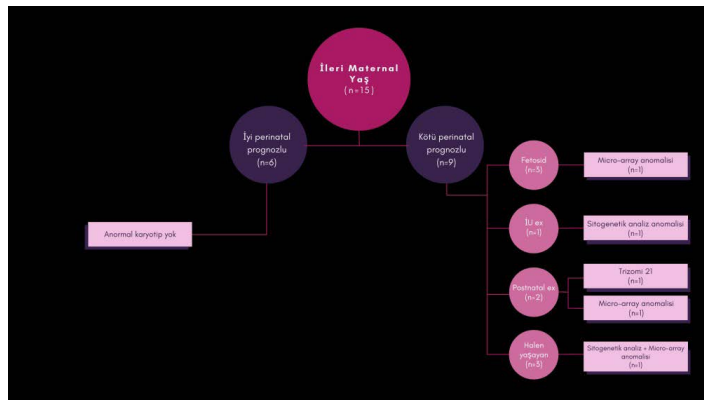 İleri Maternal
Yaş
(n=15)
İyi perinatal
prognozlu
(n=6)
Kötü perinatal
prognozlu
(n=9)
Anormal karyotip yok
Fetosid
(n=3)
Micro-array anomalisi
(n=1)
İU ex
(n=1)
Sitogenetik analiz anomalisi
(n=1)
Postnatal ex
(n=2)
Trizomi 21
(n=1)
Micro-array anomalisi
(n=1)
Halen
yaşayan
(n=3)
Sitogenetik analiz + Micro-array
anomalisi
(n=1)